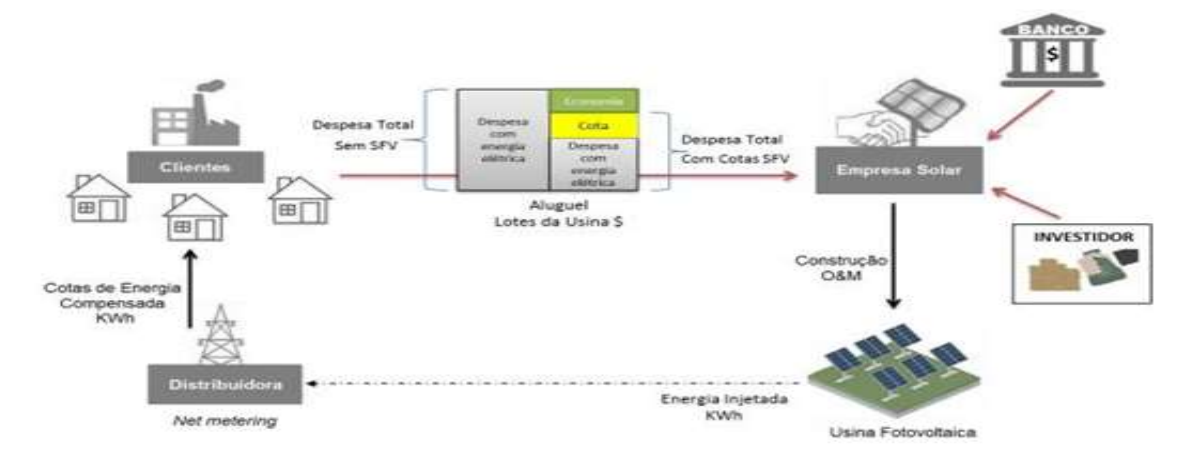 BANCO
$
Clientes
Despesa Total
Sem SFV
Despesa
com
energia
elétrica
Economia
Cota
Despesa
com
energia
elétrica
Despesa Total
Com Cotas SFV
Empresa Solar
Aluguel
Lotes da Usina $
INVESTIDOR
Construção
O&M
Cotas de Energia
Compensada
KWh
Distribuidora
Net metering
Energia Injetada
KWh
Usina Fotovoltaica